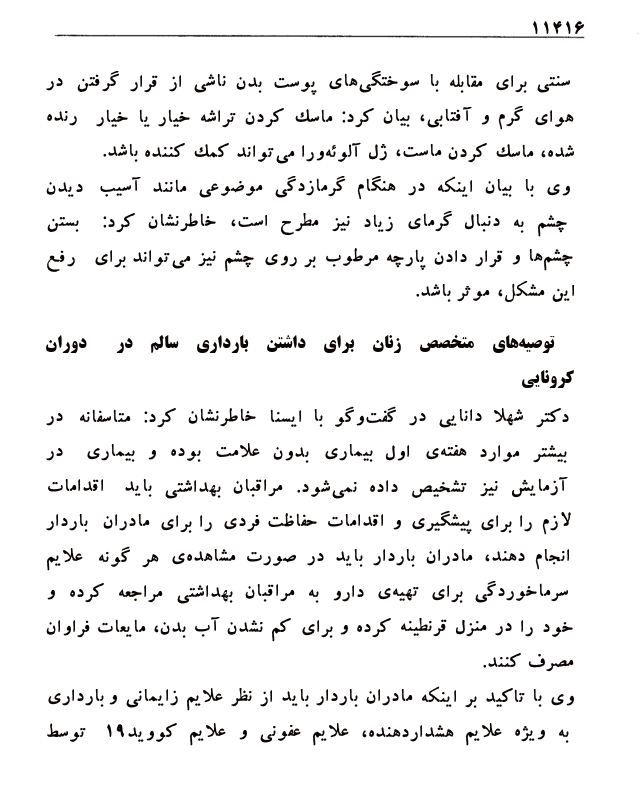 ۱۱۴۱۶
سنتی برای مقابله با سوختگی‌های پوست بدن ناشی از قرار گرفتن در
هوای گرم و آفتابی، بیان کرد: ماسك کردن تراشه خیار یا خیار رنده
شده، ماسك کردن ماست، ژل آلوئه‌ورا می‌تواند کمك کننده باشد.
وی با بیان اینکه در هنگام گرمازدگی موضوعی مانند آسیب دیدن
چشم به دنبال گرمای زیاد نیز مطرح است، خاطرنشان کرد: بستن
چشم‌ها و قرار دادن پارچه مرطوب بر روی چشم نیز می‌تواند برای رفع
این مشکل، موثر باشد.
توصیه‌های متخصص زنان برای داشتن بارداری سالم در دوران
کرونایی
دکتر شهلا دانایی در گفت‌وگو با ایسنا خاطرنشان کرد: متاسفانه در
بیشتر موارد هفته‌ی اول بیماری بدون علامت بوده و بیماری در
آزمایش نیز تشخیص داده نمی‌شود. مراقبان بهداشتی باید اقدامات
لازم را برای پیشگیری و اقدامات حفاظت فردی را برای مادران باردار
انجام دهند، مادران باردار باید در صورت مشاهده‌ی هر گونه علایم
سرماخوردگی برای تهیه‌ی دارو به مراقبان بهداشتی مراجعه کرده و
خود را در منزل قرنطینه کرده و برای کم نشدن آب بدن، مایعات فراوان
مصرف کنند.
وی با تاکید بر اینکه مادران باردار باید از نظر علایم زایمانی و بارداری
به ویژه علایم هشداردهنده، علایم عفونی و علایم کووید۱۹ توسط